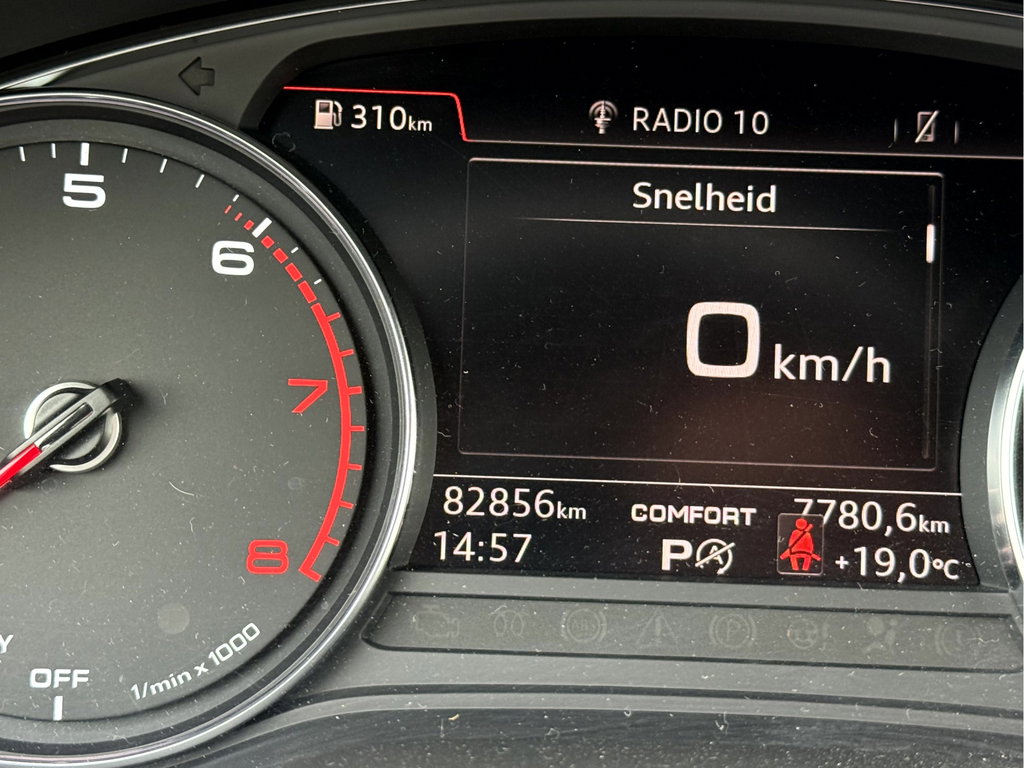 310km
RADIO 10
Snelheid
0 km/h
82856km
COMFORT
7780,6km
14:57
P
+19,0°C
5
6
7
8
1/min x 1000
OFF